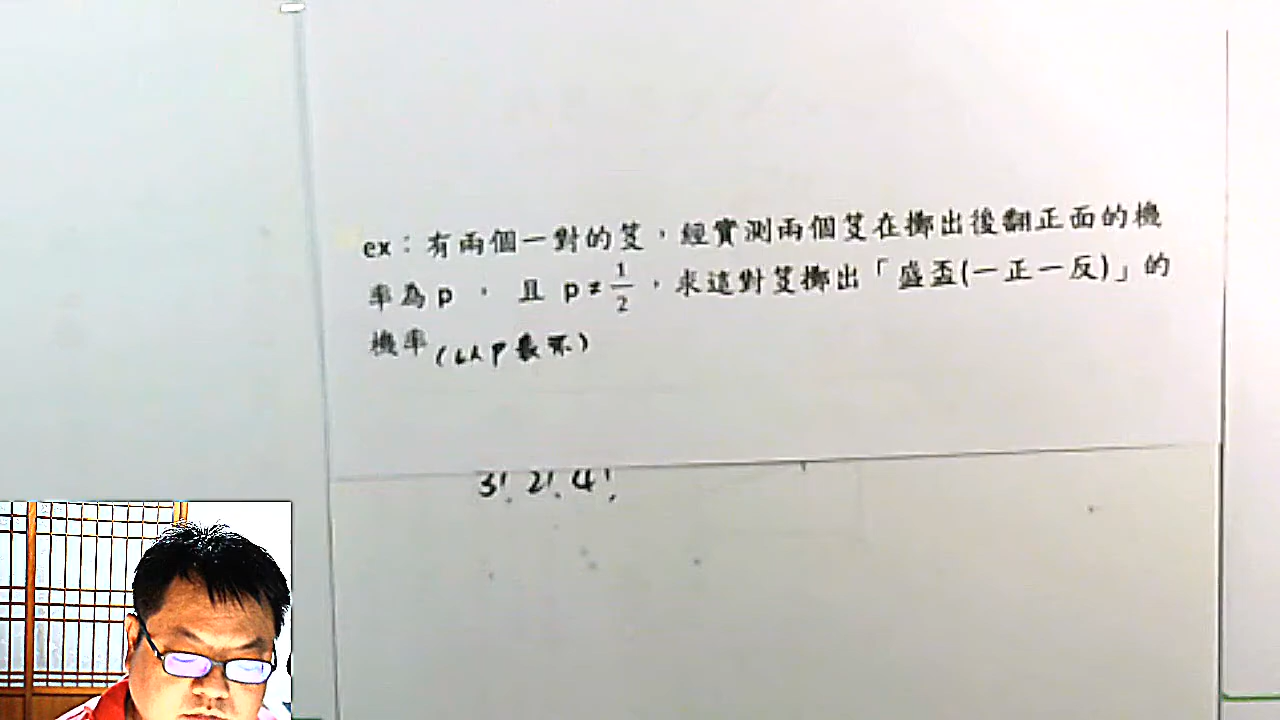 ex：有兩個一對的筊，經實測兩個筊在擲出後翻正面的機
率為 p ， 且 p ≠ 1/2 ，求這對筊擲出「盛盃(一正一反)」的
機率(以P表示)
3! 2! 4!